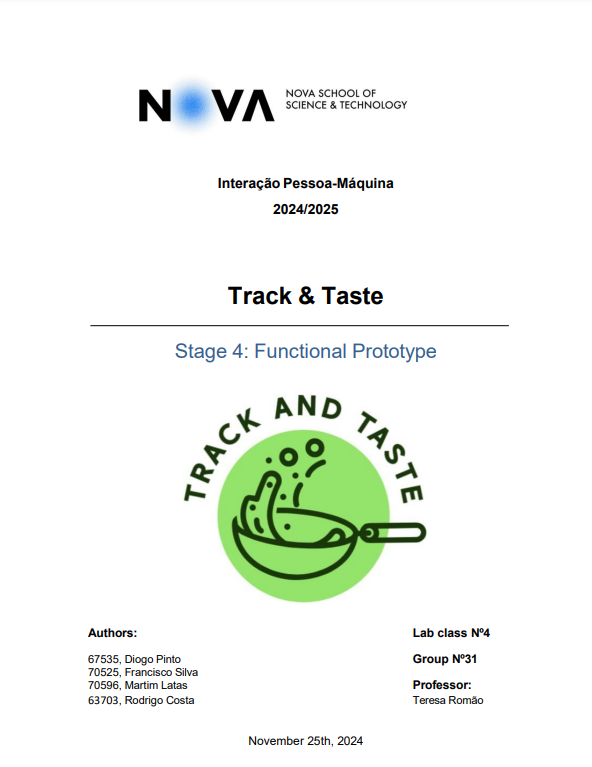 NOVA
NOVA SCHOOL OF
SCIENCE & TECHNOLOGY
Interação Pessoa-Máquina
2024/2025
Track & Taste
Stage 4: Functional Prototype
TRACK AND TASTE
Authors:
67535, Diogo Pinto
70525, Francisco Silva
70596, Martim Latas
63703, Rodrigo Costa
Lab class Nº4
Group Nº31
Professor:
Teresa Romão
November 25th, 2024